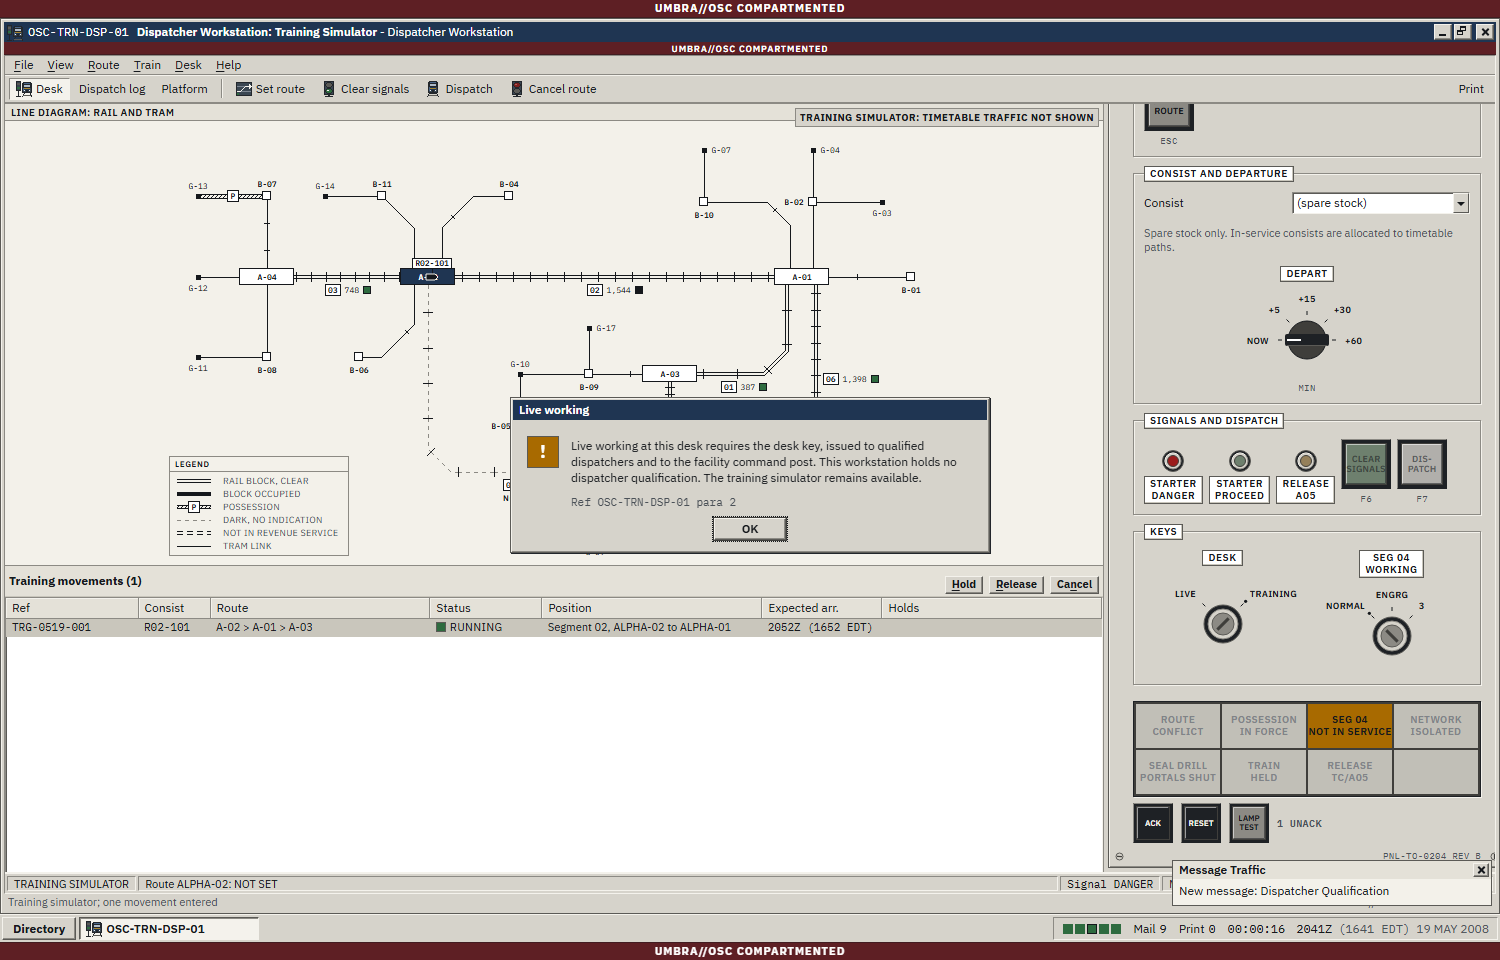 UMBRA//OSC COMPARTMENTED
OSC-TRN-DSP-01 Dispatcher Workstation: Training Simulator - Dispatcher Workstation
UMBRA//OSC COMPARTMENTED
File View Route Train Desk Help
Desk Dispatch log Platform Set route Clear signals Dispatch Cancel route Print
LINE DIAGRAM: RAIL AND TRAM
TRAINING SIMULATOR: TIMETABLE TRAFFIC NOT SHOWN
G-07
G-04
G-13
P
B-07
G-14
B-11
B-04
B-10
B-02
G-03
R02-101
A-04
A-01
G-12
03 748
02 1,544
B-01
G-17
G-11
B-08
B-06
G-10
B-09
A-03
01 387
06 1,398
B-05
LEGEND
RAIL BLOCK, CLEAR
BLOCK OCCUPIED
P POSSESSION
DARK, NO INDICATION
NOT IN REVENUE SERVICE
TRAM LINK
Live working
!
Live working at this desk requires the desk key, issued to qualified
dispatchers and to the facility command post. This workstation holds no
dispatcher qualification. The training simulator remains available.
Ref OSC-TRN-DSP-01 para 2
OK
Training movements (1)
Hold Release Cancel
Ref Consist Route Status Position Expected arr. Holds
TRG-0519-001 R02-101 A-02 > A-01 > A-03 RUNNING Segment 02, ALPHA-02 to ALPHA-01 2052Z (1652 EDT)
ROUTE
ESC
CONSIST AND DEPARTURE
Consist (spare stock)
Spare stock only. In-service consists are allocated to timetable
paths.
DEPART
+15
+5 +30
NOW +60
MIN
SIGNALS AND DISPATCH
STARTER
DANGER
STARTER
PROCEED
RELEASE
A05
CLEAR
SIGNALS
F6
DIS-
PATCH
F7
KEYS
DESK
LIVE TRAINING
SEG 04
WORKING
ENGRG
NORMAL 3
ROUTE
CONFLICT
POSSESSION
IN FORCE
SEG 04
NOT IN SERVICE
NETWORK
ISOLATED
SEAL DRILL
PORTALS SHUT
TRAIN
HELD
RELEASE
TC/A05
ACK RESET
LAMP
TEST
1 UNACK
PNL-TO-0204 REV B
TRAINING SIMULATOR Route ALPHA-02: NOT SET Signal DANGER
Training simulator; one movement entered
Message Traffic
New message: Dispatcher Qualification
Directory OSC-TRN-DSP-01 Mail 9 Print 0 00:00:16 2041Z (1641 EDT) 19 MAY 2008
UMBRA//OSC COMPARTMENTED